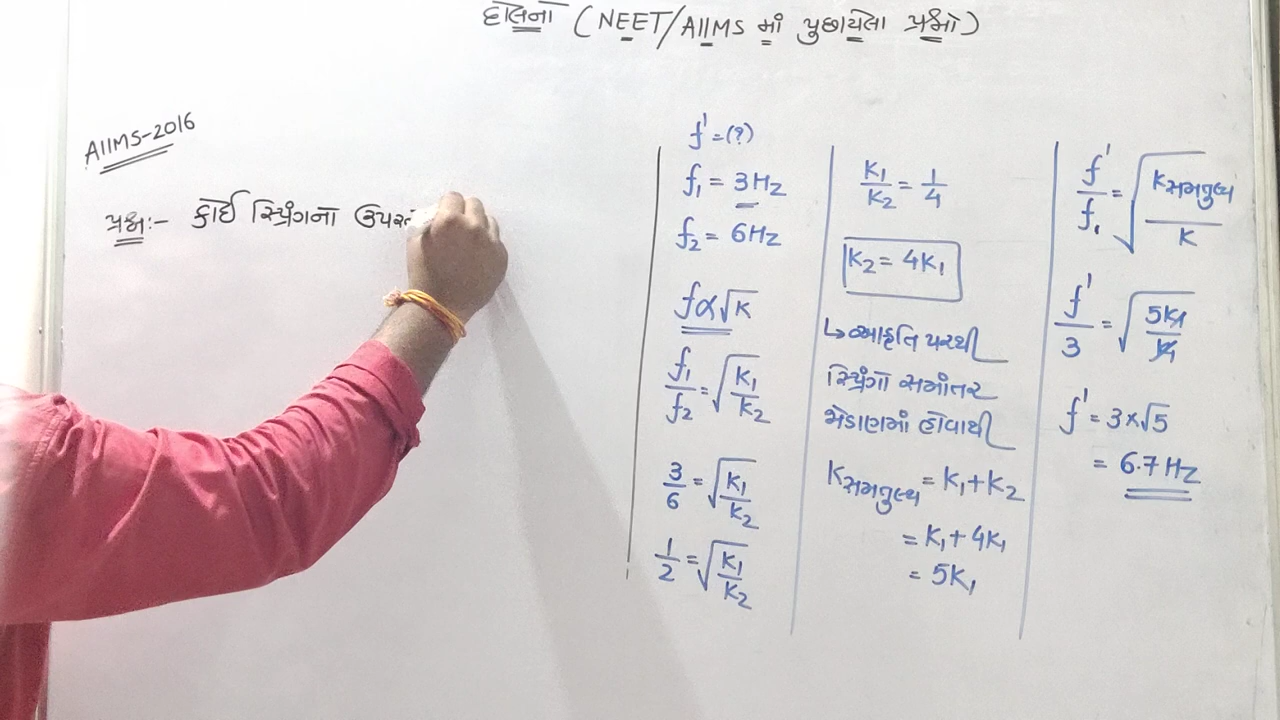 દોલનો (NEET/AIIMS માં પુછાયેલા પ્રશ્નો)
AIIMS-2016
પ્રશ્ન:- કોઈ સ્પ્રિંગના
f' = (?)
f₁ = 3Hz
f₂ = 6Hz
f α √K
f₁/f₂ = √(K₁/K₂)
3/6 = √(K₁/K₂)
1/2 = √(K₁/K₂)
K₁/K₂ = 1/4
K₂ = 4K₁
↳ આકૃતિ પરથી
સ્પ્રિંગો સમાંતર
જોડાણમાં હોવાથી
Kસમતુલ્ય = K₁+K₂
= K₁+4K₁
= 5K₁
f'/f₁ = √(Kસમતુલ્ય/K)
f'/3 = √(5K₁/K₁)
f' = 3×√5
= 6.7 Hz